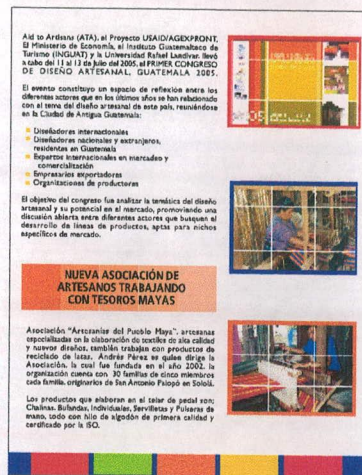 Aid to Artisans (ATA), el Proyecto USAID/AGEXPRONT,
El Ministerio de Economía, el Instituto Guatemalteco de
Turismo (INGUAT) y la Universidad Rafael Landívar, llevó
a cabo del 11 al 13 de julio del 2005, el PRIMER CONGRESO
DE DISEÑO ARTESANAL, GUATEMALA 2005.
El evento constituyó un espacio de reflexión entre los
diferentes actores que en los últimos años se han relacionado
con el tema del diseño artesanal de este país, reuniéndose
en la Ciudad de Antigua Guatemala:
Diseñadores internacionales
Diseñadores nacionales y extranjeros,
residentes en Guatemala
Expertos internacionales en mercadeo y
comercialización
Empresarios exportadores
Organizaciones de productores
El objetivo del congreso fue analizar la temática del diseño
artesanal y su potencial en el mercado, promoviendo una
discusión abierta entre diferentes actores que busquen el
desarrollo de líneas de productos, aptas para nichos
específicos de mercado.
NUEVA ASOCIACIÓN DE
ARTESANOS TRABAJANDO
CON TESOROS MAYAS
Asociación "Artesanías del Pueblo Maya", artesanas
especializadas en la elaboración de textiles de alta calidad
y nuevos diseños, también trabajan con productos de
reciclado de latas. Andrés Pérez es quien dirige la
Asociación, la cual fue fundada en el año 2002, la
organización cuenta con 30 familias de cinco miembros
cada familia, originarios de San Antonio Palopó en Sololá.
Los productos que elaboran en el telar de pedal son:
Chalinas, Bufandas, Individuales, Servilletas y Pulseras de
mano, todo con hilo de algodón de primera calidad y
certificado por la ISO.